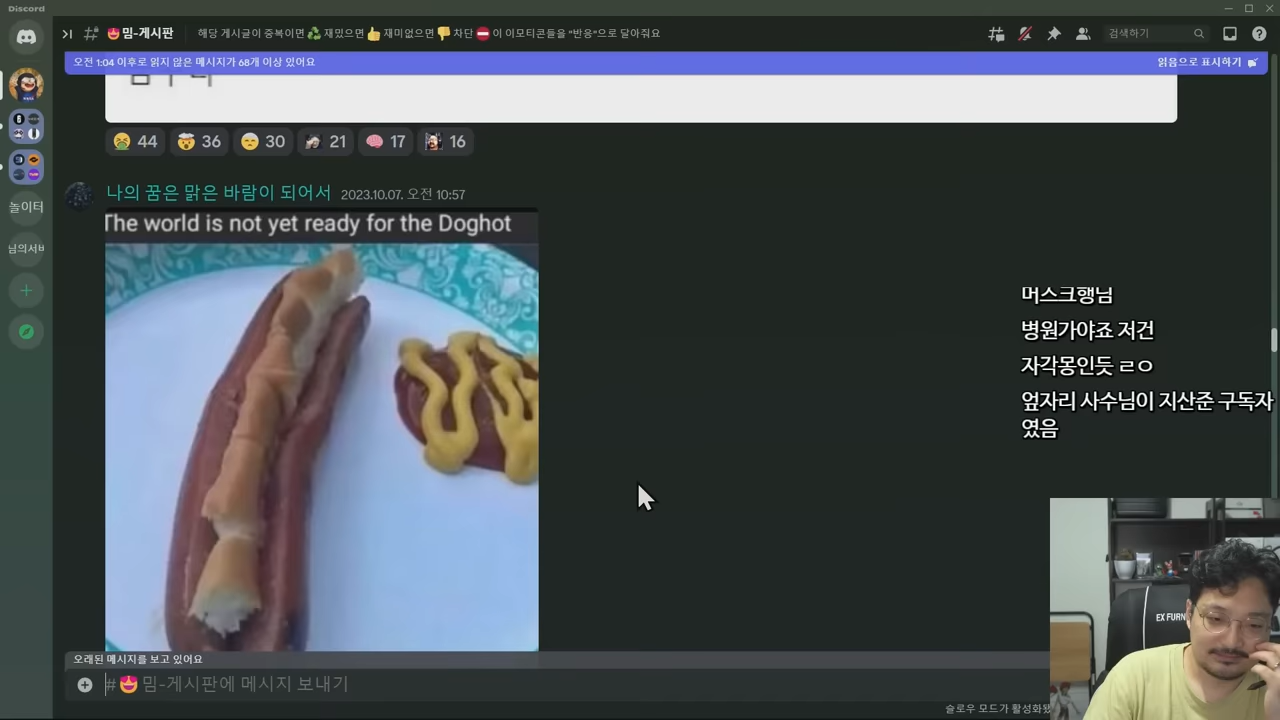 Discord
밈-게시판
해당 게시글이 중복이면 재밌으면 재미없으면 차단 이 이모티콘들을 "반응"으로 달아줘요
검색하기
오전 1:04 이후로 읽지 않은 메시지가 68개 이상 있어요
읽음으로 표시하기
44 36 30 21 17 16
나의 꿈은 맑은 바람이 되어서 2023.10.07. 오전 10:57
The world is not yet ready for the Doghot
놀이터
님의서버
머스크행님
병원가야죠 저건
자각몽인듯 ㄹㅇ
옆자리 사수님이 지산준 구독자
였음
EX FURN
오래된 메시지를 보고 있어요
# 밈-게시판에 메시지 보내기
슬로우 모드가 활성화됐